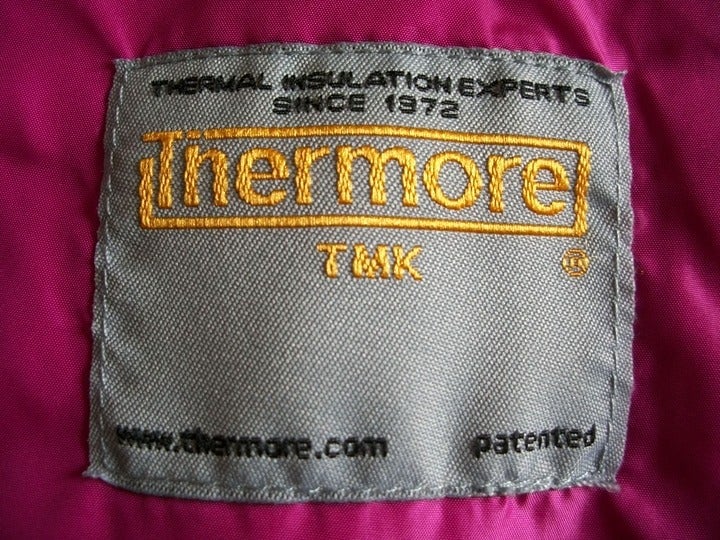 THERMAL INSULATION EXPERTS
SINCE 1972
Thermore
TMK
www.thermore.com patented